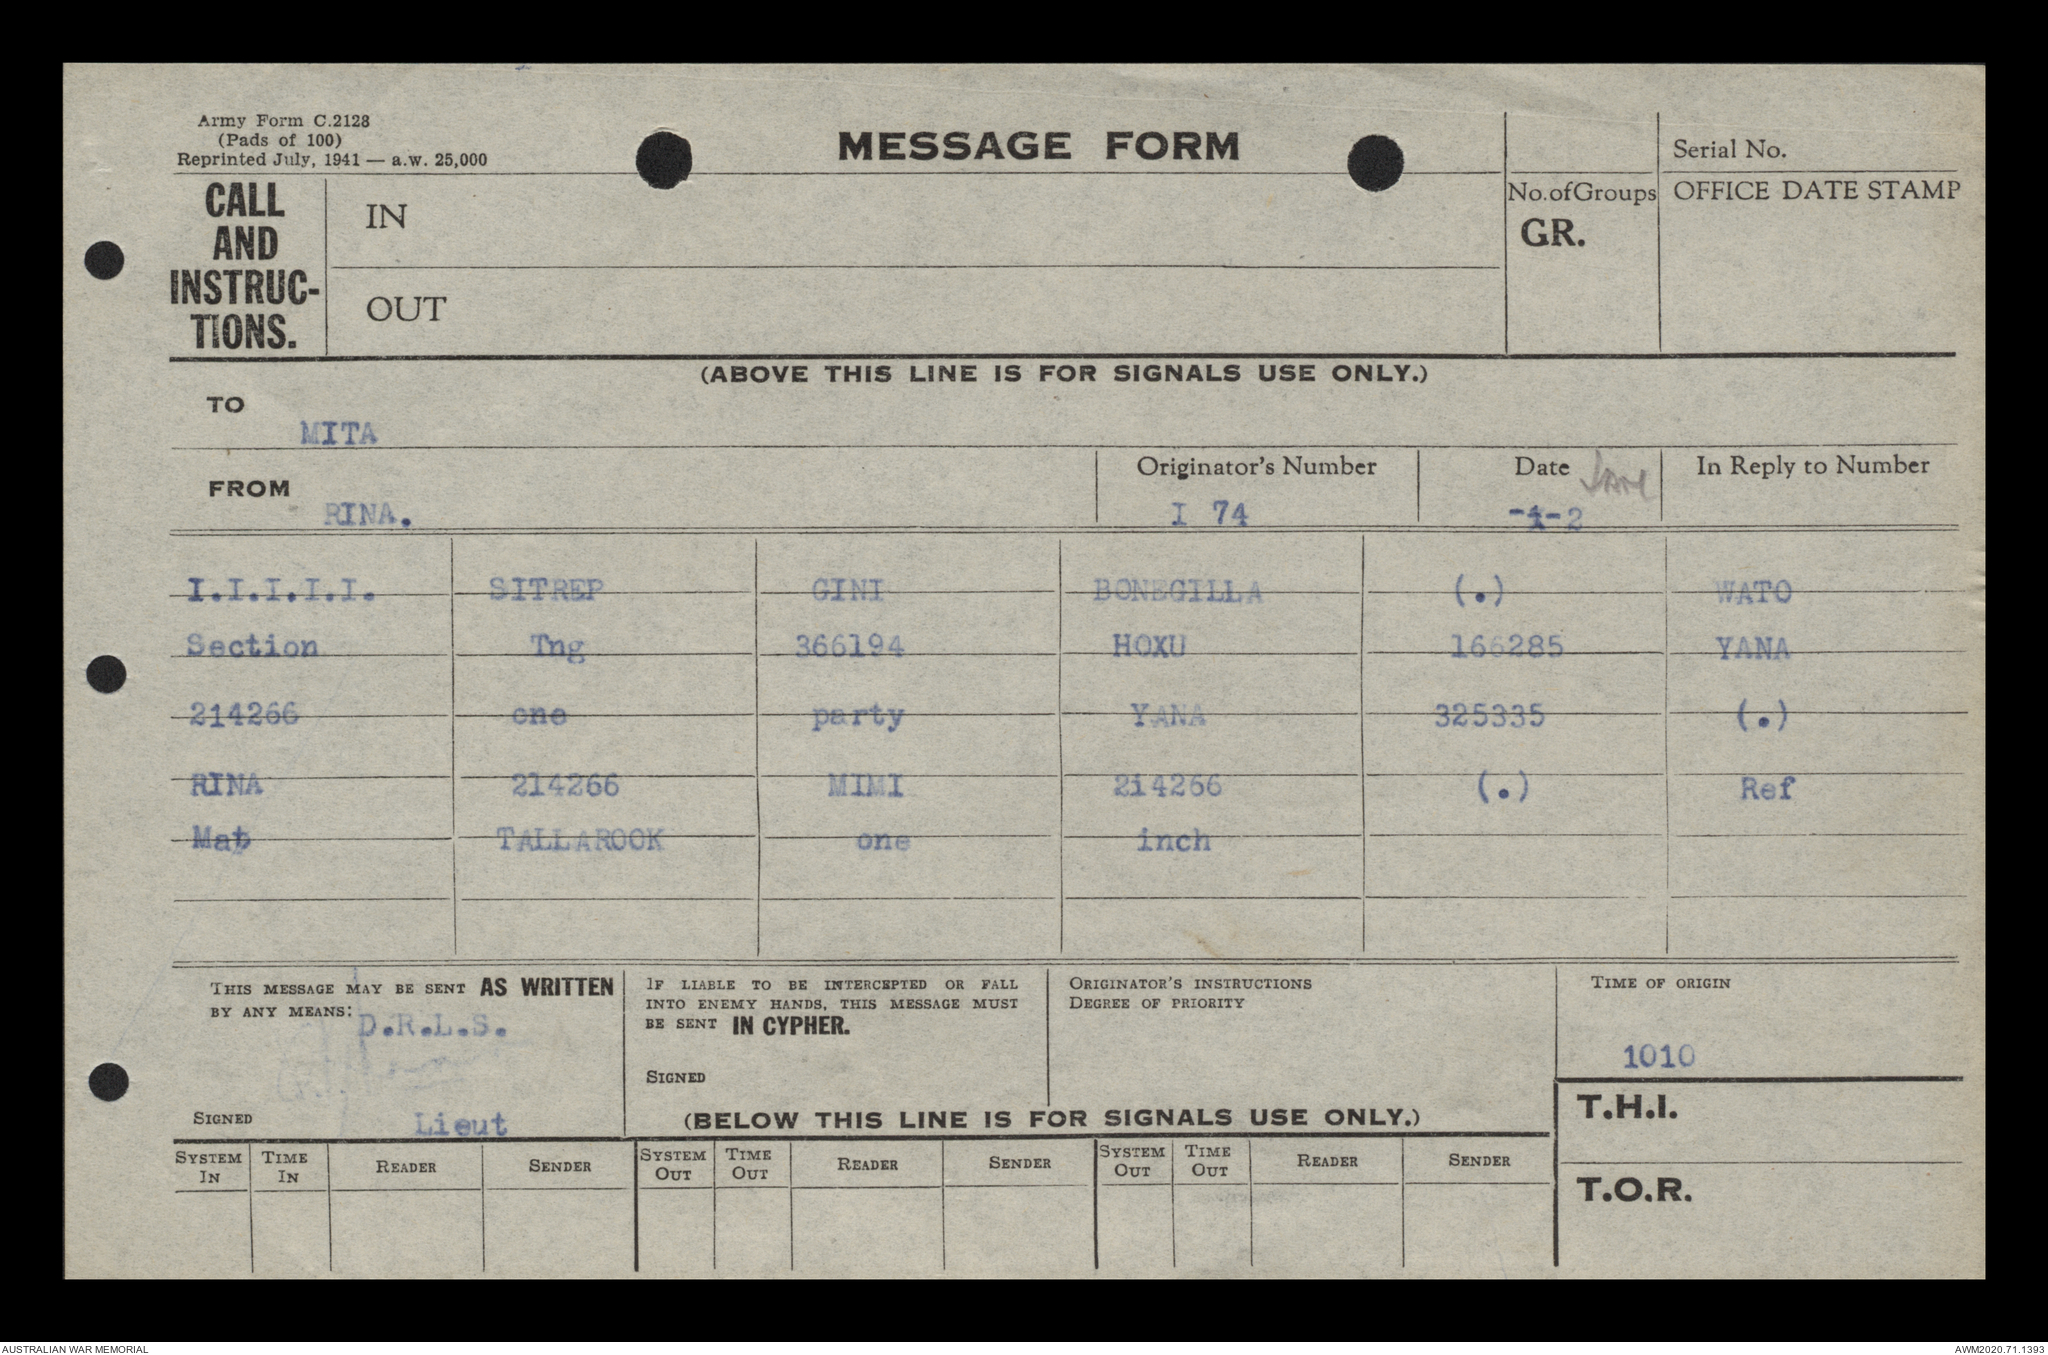 Army Form C.2128
(Pads of 100)
Reprinted July, 1941 — a.w. 25,000
MESSAGE FORM
Serial No.
CALL AND INSTRUC-TIONS.
IN
OUT
No. of Groups
GR.
OFFICE DATE STAMP
(ABOVE THIS LINE IS FOR SIGNALS USE ONLY.)
TO
MITA
FROM
RINA.
Originator's Number
I 74
Date
-1-2
In Reply to Number
I.I.I.I.I. SITREP GINI BONEGILLA (.) WATO
Section Tng 366194 HOXU 166285 YANA
214266 one party YANA 325335 (.)
RINA 214266 MIMI 214266 (.) Ref
Map TALLAROOK one inch
THIS MESSAGE MAY BE SENT AS WRITTEN
BY ANY MEANS:
D.R.L.S.
SIGNED
Lieut
IF LIABLE TO BE INTERCEPTED OR FALL
INTO ENEMY HANDS, THIS MESSAGE MUST
BE SENT IN CYPHER.
SIGNED
ORIGINATOR'S INSTRUCTIONS
DEGREE OF PRIORITY
TIME OF ORIGIN
1010
(BELOW THIS LINE IS FOR SIGNALS USE ONLY.)
T.H.I.
T.O.R.
SYSTEM IN TIME IN READER SENDER SYSTEM OUT TIME OUT READER SENDER SYSTEM OUT TIME OUT READER SENDER
AUSTRALIAN WAR MEMORIAL
AWM2020.71.1393